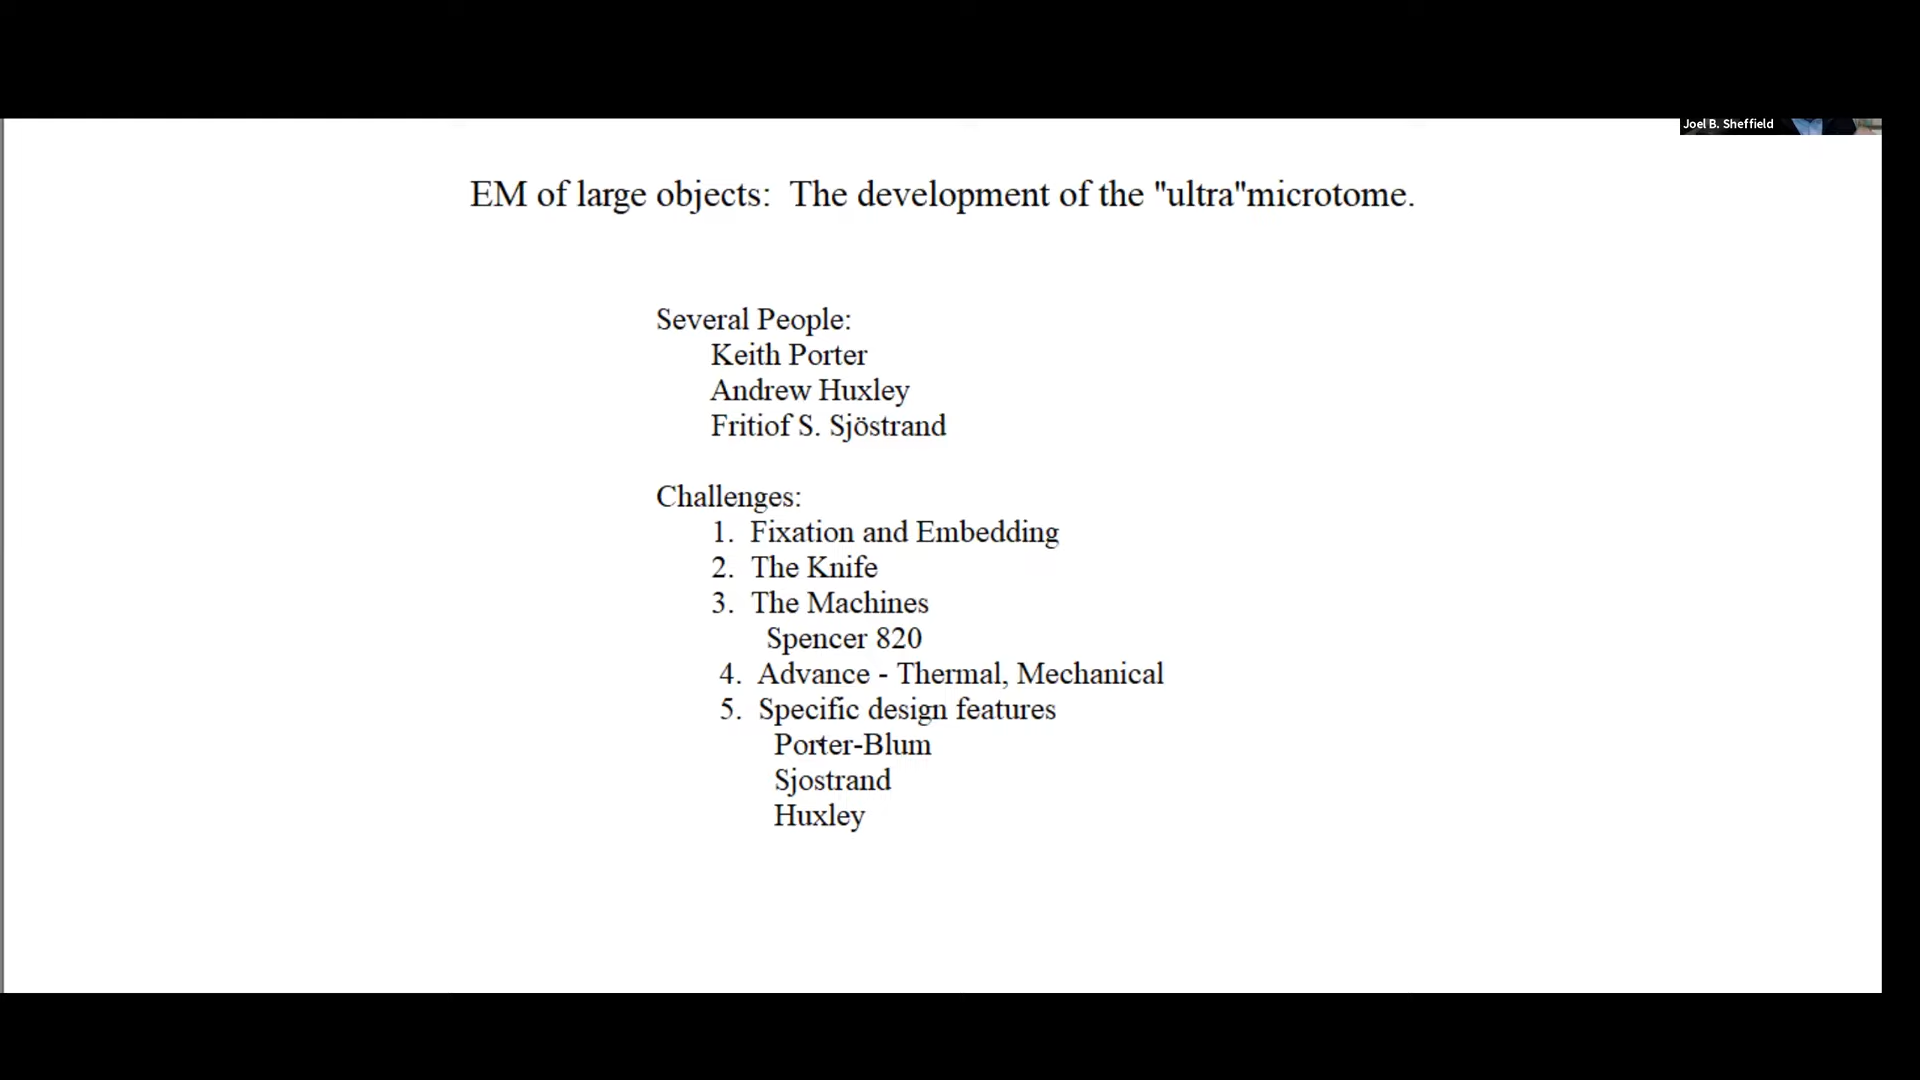 Joel B. Sheffield
EM of large objects: The development of the "ultra"microtome.
Several People:
Keith Porter
Andrew Huxley
Fritiof S. Sjöstrand
Challenges:
1. Fixation and Embedding
2. The Knife
3. The Machines
Spencer 820
4. Advance - Thermal, Mechanical
5. Specific design features
Porter-Blum
Sjostrand
Huxley